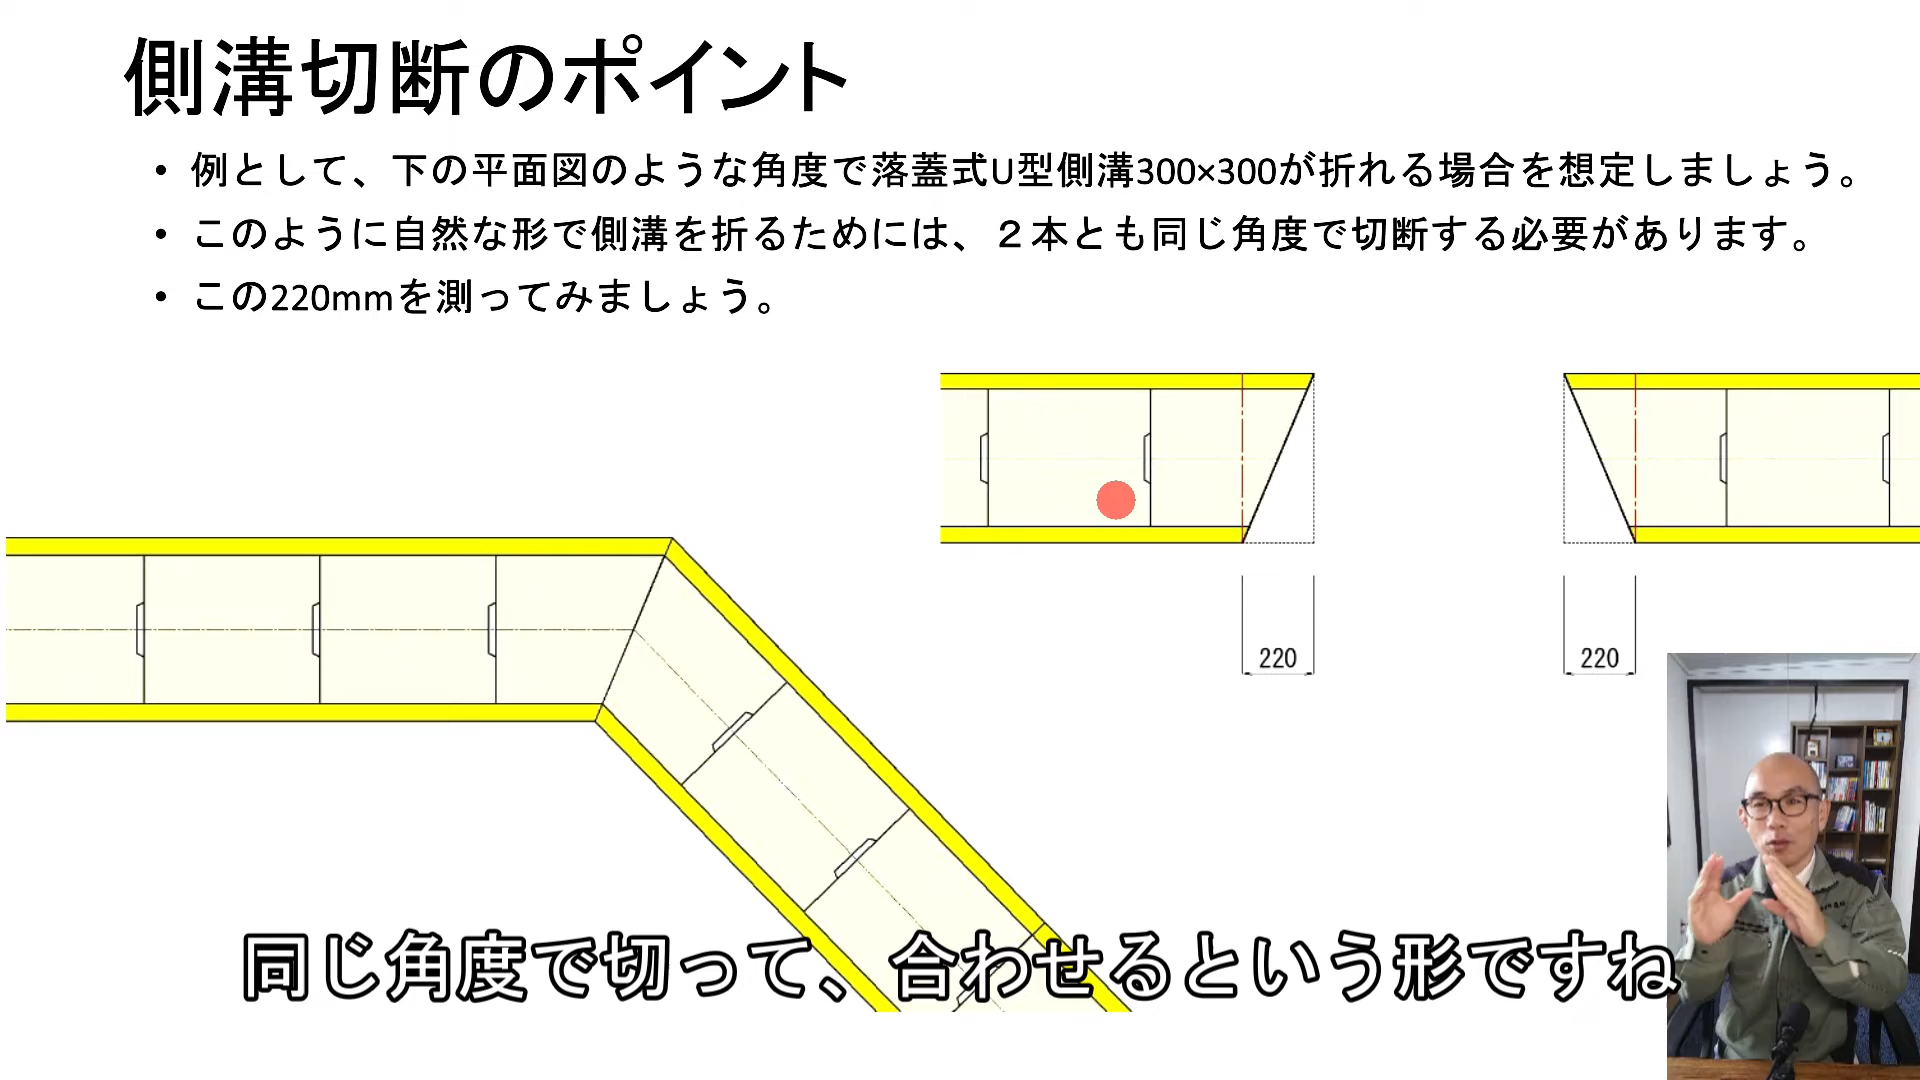 側溝切断のポイント
• 例として、下の平面図のような角度で落蓋式U型側溝300×300が折れる場合を想定しましょう。
• このように自然な形で側溝を折るためには、２本とも同じ角度で切断する必要があります。
• この220mmを測ってみましょう。
220
220
同じ角度で切って、合わせるという形ですね